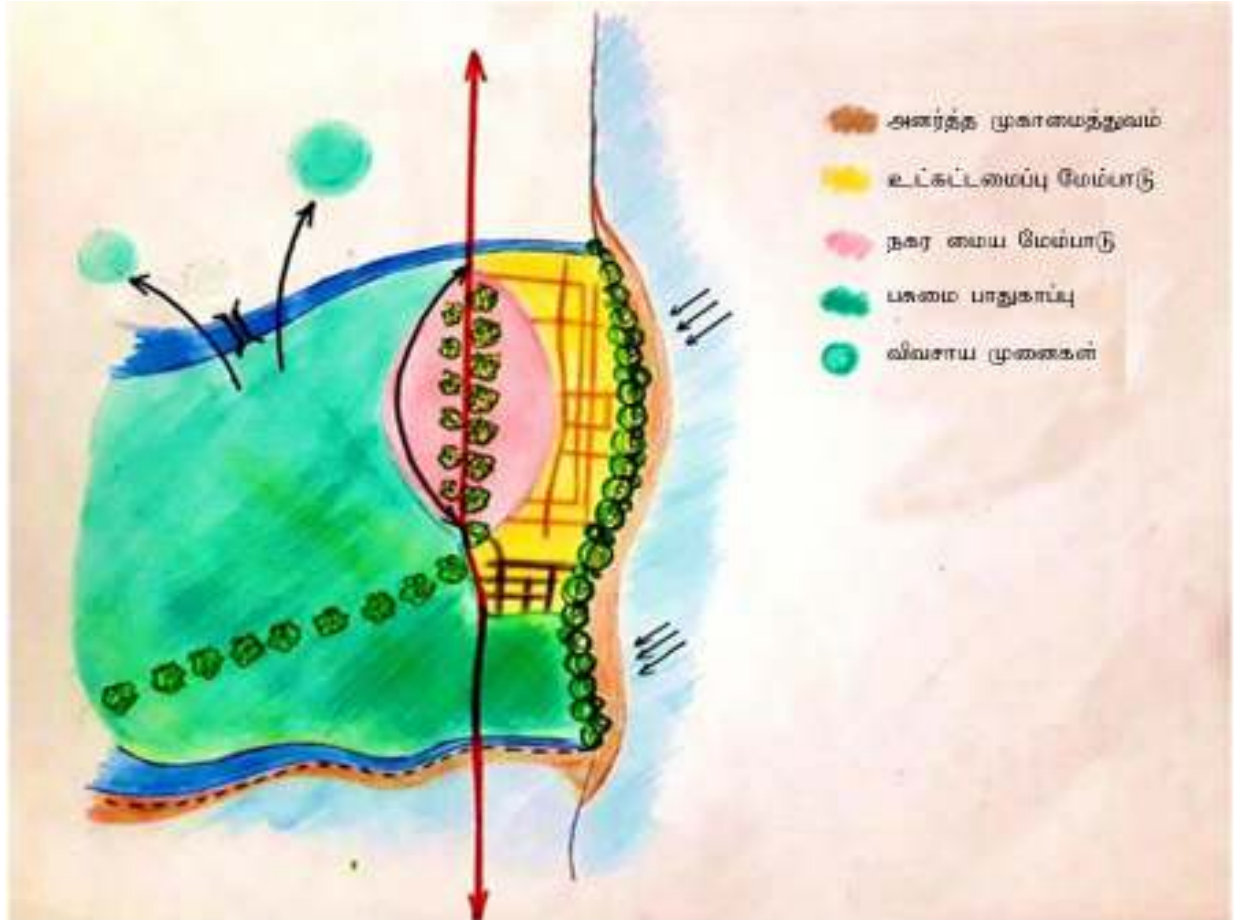 அனர்த்த முகாமைத்துவம்
உட்கட்டமைப்பு மேம்பாடு
நகர மைய மேம்பாடு
பசுமை பாதுகாப்பு
விவசாய முனைகள்